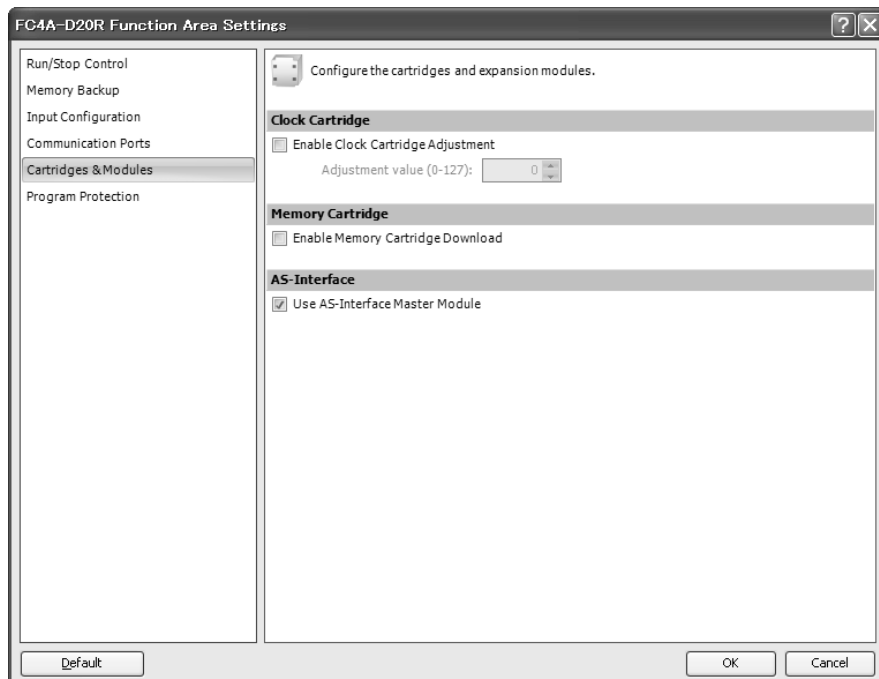 FC4A-D20R Function Area Settings
Run/Stop Control
Memory Backup
Input Configuration
Communication Ports
Cartridges & Modules
Program Protection
Configure the cartridges and expansion modules.
Clock Cartridge
Enable Clock Cartridge Adjustment
Adjustment value (0-127): 0
Memory Cartridge
Enable Memory Cartridge Download
AS-Interface
Use AS-Interface Master Module
Default
OK
Cancel